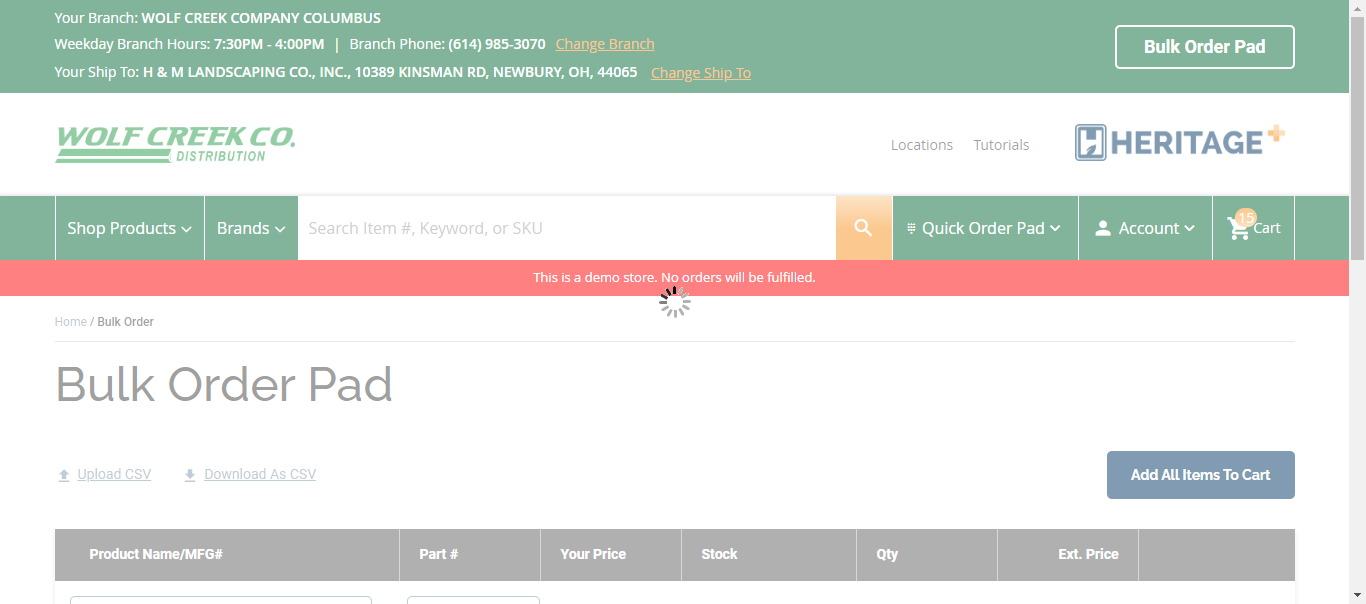 Your Branch: WOLF CREEK COMPANY COLUMBUS
Weekday Branch Hours: 7:30PM - 4:00PM | Branch Phone: (614) 985-3070 Change Branch
Your Ship To: H & M LANDSCAPING CO., INC., 10389 KINSMAN RD, NEWBURY, OH, 44065 Change Ship To
Bulk Order Pad
WOLF CREEK CO.
DISTRIBUTION
Locations Tutorials
HERITAGE+
Shop Products Brands Search Item #, Keyword, or SKU Quick Order Pad Account 15 Cart
This is a demo store. No orders will be fulfilled.
Home / Bulk Order
Bulk Order Pad
Upload CSV Download As CSV Add All Items To Cart
Product Name/MFG# Part # Your Price Stock Qty Ext. Price